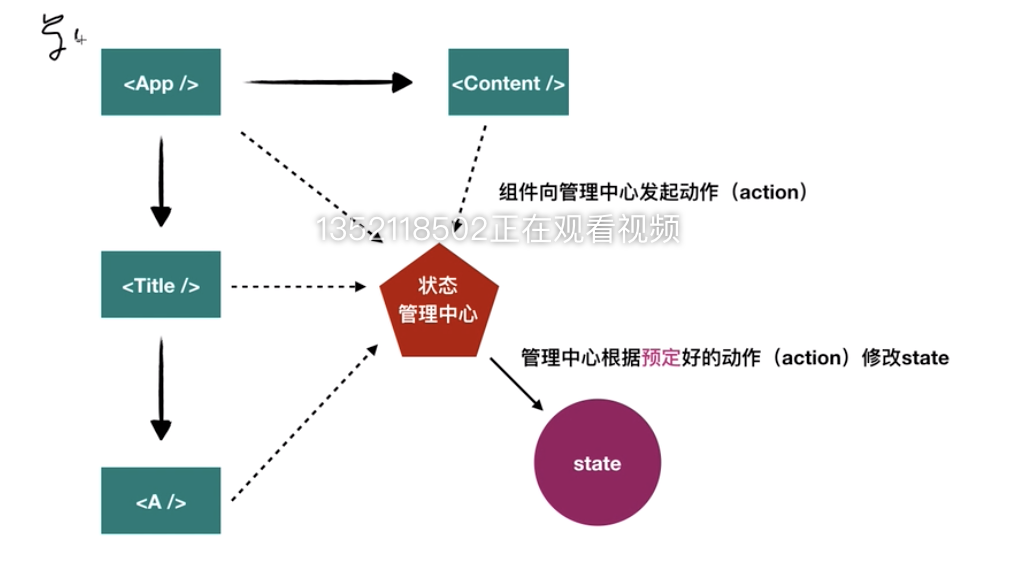 <App />
<Content />
组件向管理中心发起动作（action）
1352118502正在观看视频
<Title />
状态
管理中心
管理中心根据预定好的动作（action）修改state
state
<A />